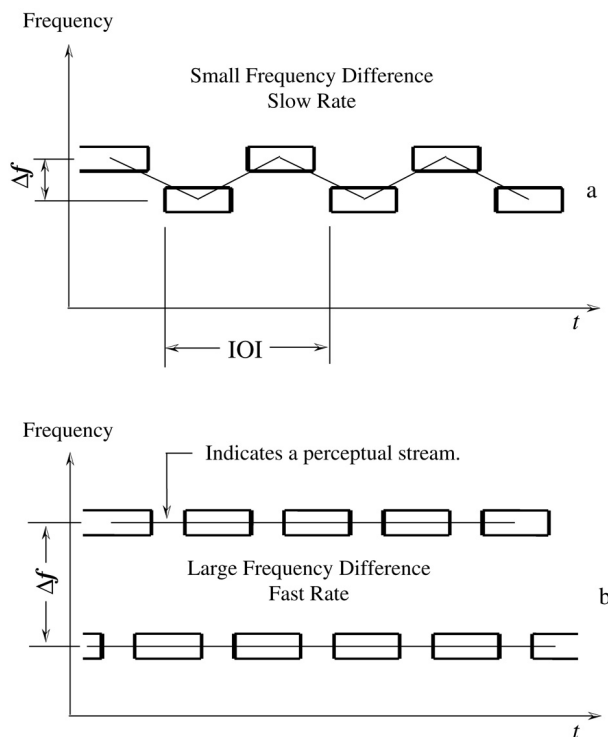 Frequency
Small Frequency Difference
Slow Rate
Δf
a
t
IOI
Frequency
Indicates a perceptual stream.
Large Frequency Difference
Fast Rate
Δf
b
t